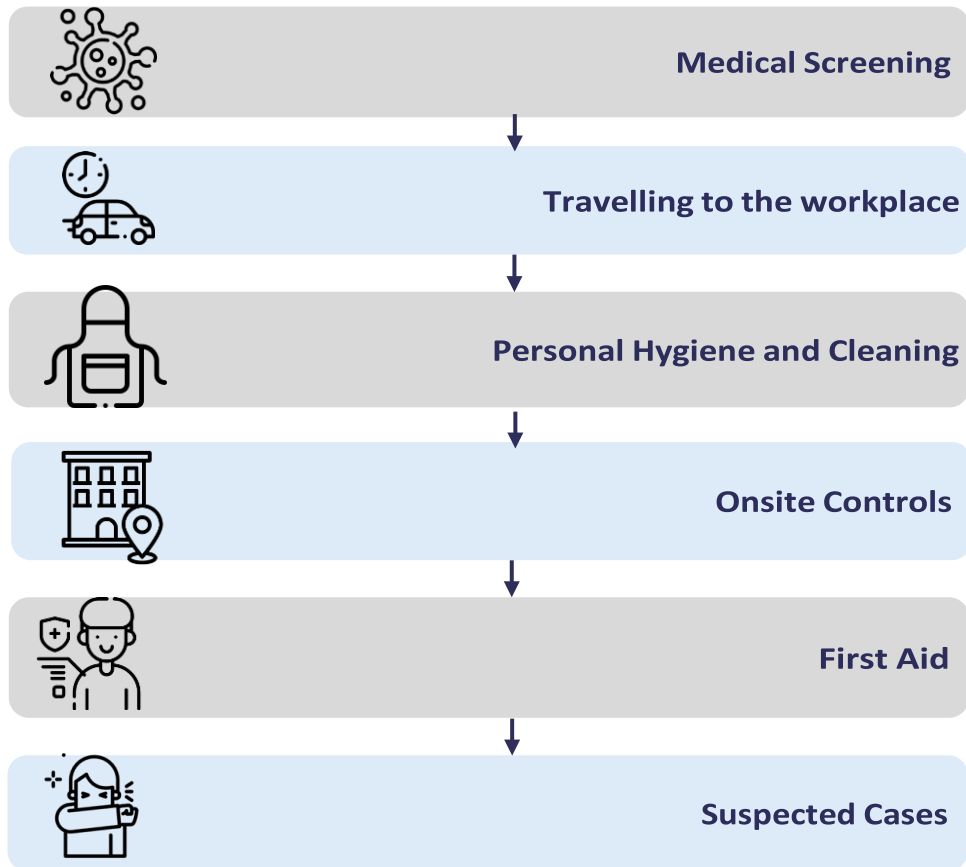 Medical Screening
Travelling to the workplace
Personal Hygiene and Cleaning
Onsite Controls
First Aid
Suspected Cases